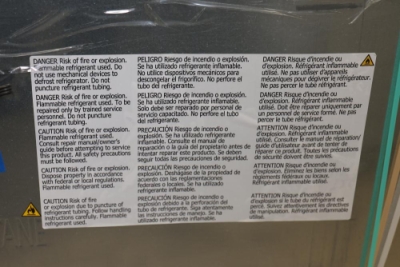 DANGER Risk of fire or explosion.
Flammable refrigerant used. Do
not use mechanical devices to
defrost refrigerator. Do not
puncture refrigerant tubing.
DANGER Risk of fire or explosion.
Flammable refrigerant used. To be
repaired only by trained service
personnel. Do not puncture
refrigerant tubing.
CAUTION Risk of fire or explosion.
Flammable refrigerant used.
Consult repair manual/owner's
guide before attempting to service
this product. All safety precautions
must be followed.
CAUTION Risk of fire or explosion.
Dispose property in accordance
with federal or local regulations.
Flammable refrigerant used.
CAUTION Risk of fire
or explosion due to puncture of
refrigerant tubing. Follow handling
instructions carefully. Flammable
refrigerant used.
PELIGRO Riesgo de incendio o explosión.
Se ha utilizado refrigerante inflamable.
No utilice dispositivos mecánicos para
descongelar el frigorífico. No perfore el
tubo del refrigerante.
PELIGRO Riesgo de incendio o explosión.
Se ha utilizado refrigerante inflamable.
Solo debe ser reparado por personal de
servicio capacitado. No perfore el tubo
del refrigerante.
PRECAUCIÓN Riesgo de incendio o
explosión. Se ha utilizado refrigerante
inflamable. Consulte el manual de
reparación o la guía del propietario antes de
intentar reparar este producto. Se deben
seguir todas las precauciones de seguridad.
PRECAUCIÓN Riesgo de incendio o
explosión. Deshágase de la propiedad de
acuerdo con las reglamentaciones
federales o locales. Se ha utilizado
refrigerante inflamable.
PRECAUCIÓN Riesgo de incendio o
explosión debido a la perforación del
tubo de refrigerante. Siga atentamente
las instrucciones de manejo. Se ha
utilizado refrigerante inflamable.
DANGER Risque d'incendie ou
d'explosion. Réfrigérant inflammable
utilisé. Ne pas utiliser d'appareils
mécaniques pour dégivrer le réfrigérateur.
Ne pas percer le tube réfrigérant.
DANGER Risque d'incendie ou
d'explosion. Réfrigérant inflammable
utilisé. Doit être réparé uniquement par
un personnel de service formé. Ne pas
percer le tube réfrigérant.
ATTENTION Risque d'incendie ou
d'explosion. Réfrigérant inflammable
utilisé. Consulter le manuel de réparation /
guide d'utilisateur avant de tenter de
réparer ce produit. Toutes les précautions
de sécurité doivent être suivies.
ATTENTION Risque d'incendie ou
d'explosion. Éliminez les biens selon les
règlements fédéraux ou locaux.
Réfrigérant inflammable utilisé.
ATTENTION Risque d'incendie ou
d'explosion si le tube du réfrigérant est
percé. Suivez attentivement les directives
de manipulation. Réfrigérant inflammable
utilisé.